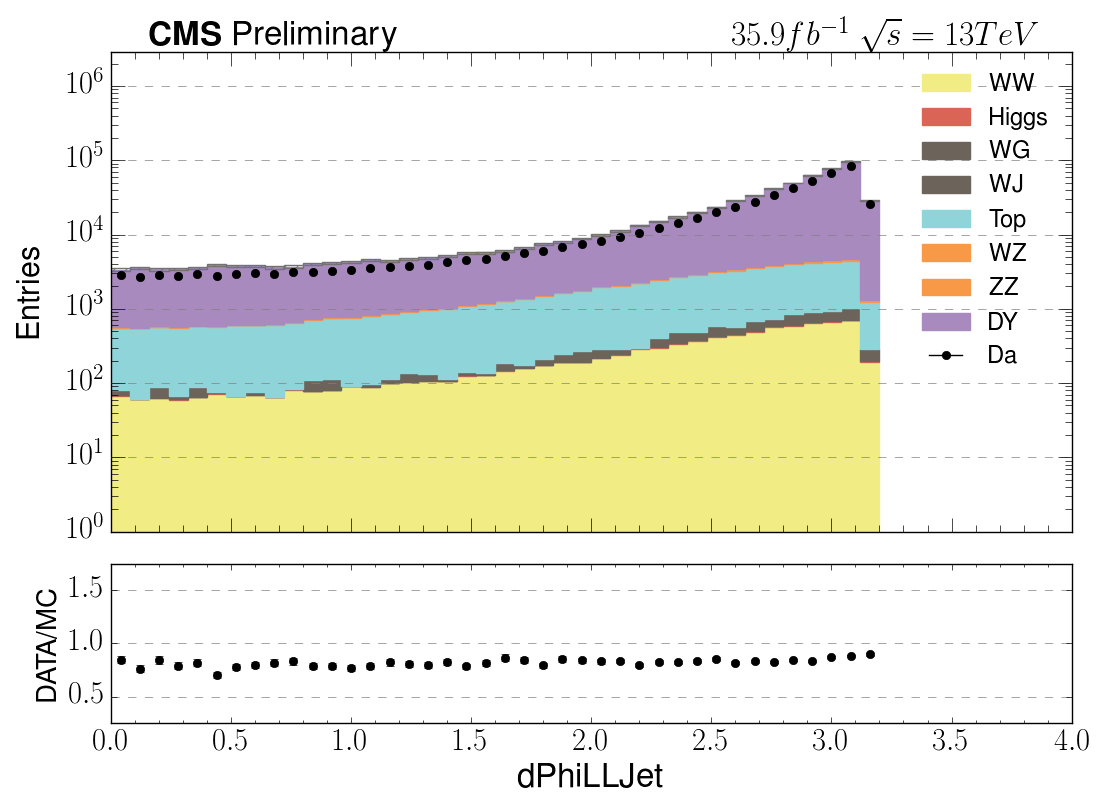 CMS Preliminary
35.9fb⁻¹ √s = 13TeV
Entries
10⁶
10⁵
10⁴
10³
10²
10¹
10⁰
WW
Higgs
WG
WJ
Top
WZ
ZZ
DY
Da
DATA/MC
1.5
1.0
0.5
0.0 0.5 1.0 1.5 2.0 2.5 3.0 3.5 4.0
dPhiLLJet